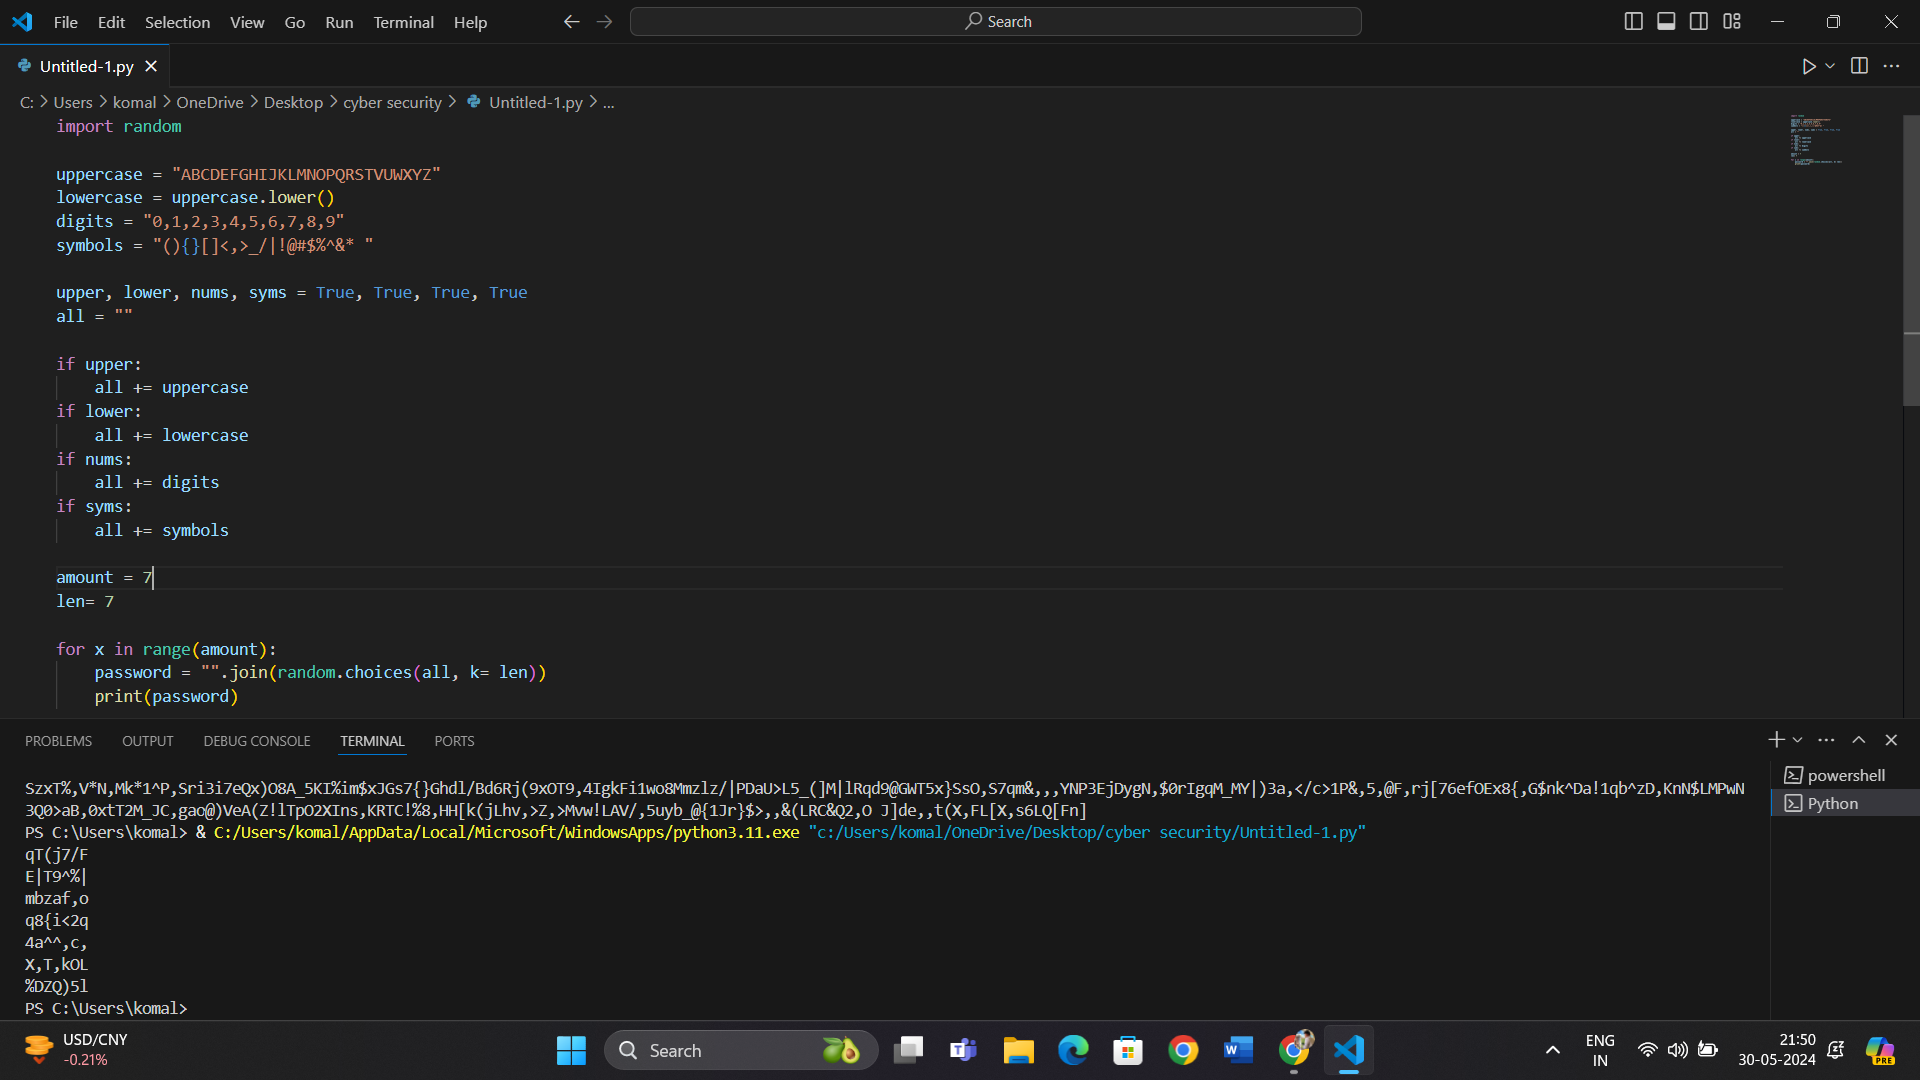 File Edit Selection View Go Run Terminal Help
Search
Untitled-1.py
C: > Users > komal > OneDrive > Desktop > cyber security > Untitled-1.py > ...
import random
uppercase = "ABCDEFGHIJKLMNOPQRSTVUWXYZ"
lowercase = uppercase.lower()
digits = "0,1,2,3,4,5,6,7,8,9"
symbols = "(){}[]<,>_/|!@#$%^&* "
upper, lower, nums, syms = True, True, True, True
all = ""
if upper:
    all += uppercase
if lower:
    all += lowercase
if nums:
    all += digits
if syms:
    all += symbols
amount = 7
len= 7
for x in range(amount):
    password = "".join(random.choices(all, k= len))
    print(password)
PROBLEMS OUTPUT DEBUG CONSOLE TERMINAL PORTS
powershell
Python
SzxT%,V*N,Mk*1^P,Sri3i7eQx)O8A_5KI%im$xJGs7{}Ghdl/Bd6Rj(9xOT9,4IgkFi1wo8Mmzlz/|PDaU>L5_(]M|lRqd9@GWT5x}SsO,S7qm&,,,YNP3EjDygN,$0rIgqM_MY|)3a,</c>1P&,5,@F,rj[76efOEx8{,G$nk^Da!1qb^zD,KnN$LMPwN
3Q0>aB,0xtT2M_JC,gao@)VeA(Z!lTpO2XIns,KRTC!%8,HH[k(jLhv,>Z,>Mvw!LAV/,5uyb_@{1Jr}$>,,&(LRC&Q2,O J]de,,t(X,FL[X,s6LQ[Fn]
PS C:\Users\komal> & C:/Users/komal/AppData/Local/Microsoft/WindowsApps/python3.11.exe "c:/Users/komal/OneDrive/Desktop/cyber security/Untitled-1.py"
qT(j7/F
E|T9^%|
mbzaf,o
q8{i<2q
4a^^,c,
X,T,kOL
%DZQ)5l
PS C:\Users\komal>
USD/CNY
-0.21%
Search
ENG
IN
21:50
30-05-2024
PRE